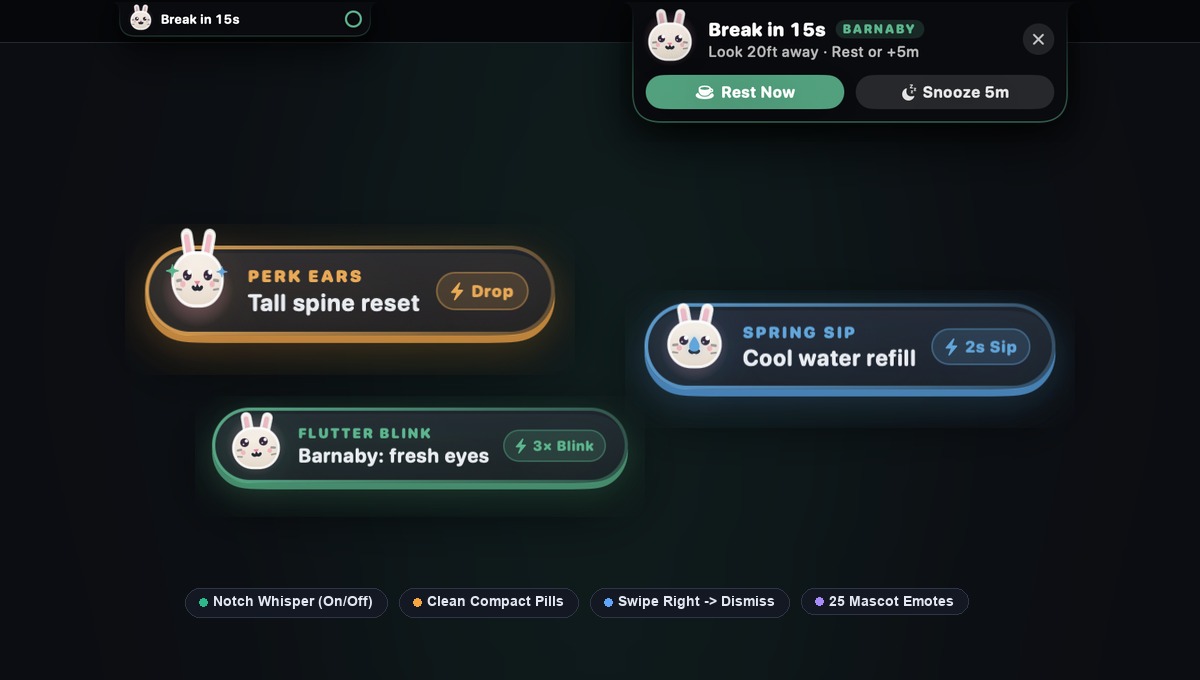 Break in 15s
Break in 15s BARNABY
Look 20ft away · Rest or +5m
Rest Now
Snooze 5m
PERK EARS
Tall spine reset
Drop
SPRING SIP
Cool water refill
2s Sip
FLUTTER BLINK
Barnaby: fresh eyes
3× Blink
Notch Whisper (On/Off)
Clean Compact Pills
Swipe Right -> Dismiss
25 Mascot Emotes